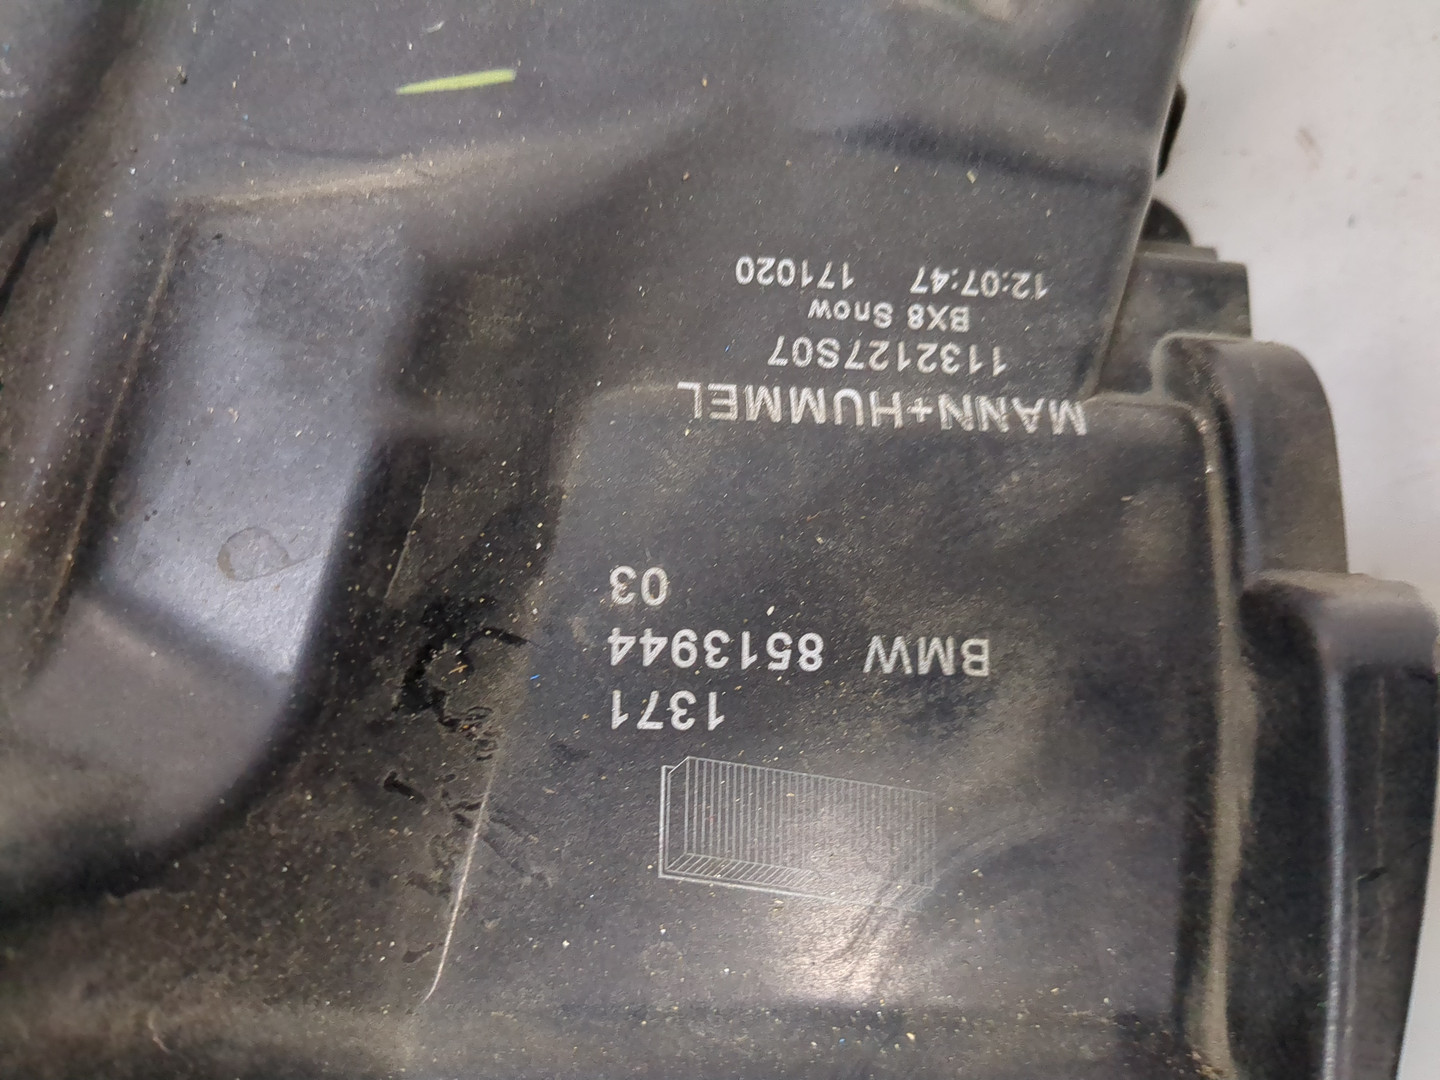 1371
BMW 8513944
03
MANN+HUMMEL
1132127S07
BX8 Snow
12:07:47 171020